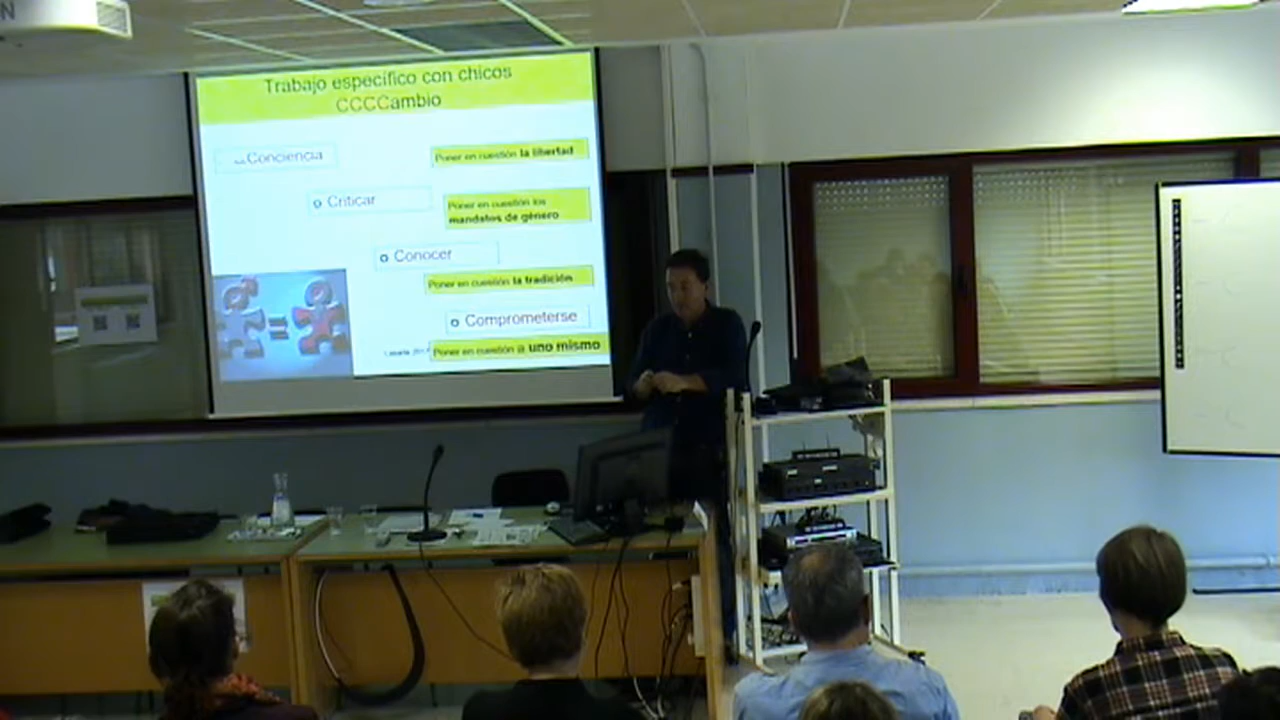 N
Trabajo específico con chicos
CCCCambio
Conciencia
Poner en cuestión la libertad
o Criticar
Poner en cuestión los
mandatos de género
o Conocer
Poner en cuestión la tradición
o Comprometerse
Poner en cuestión a uno mismo